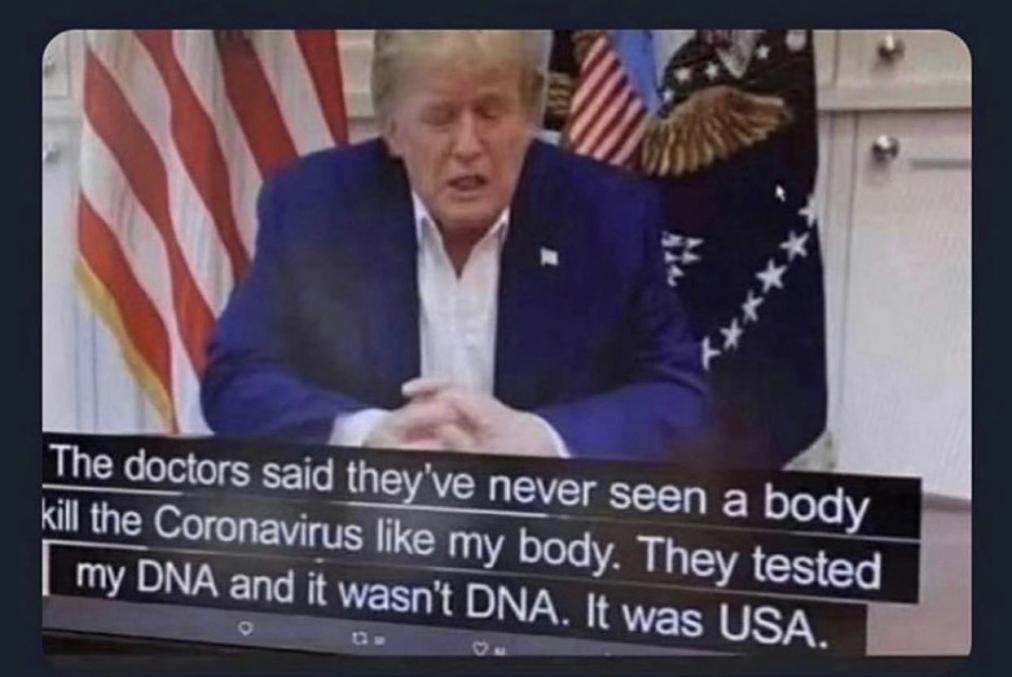 The doctors said they've never seen a body
kill the Coronavirus like my body. They tested
my DNA and it wasn't DNA. It was USA.